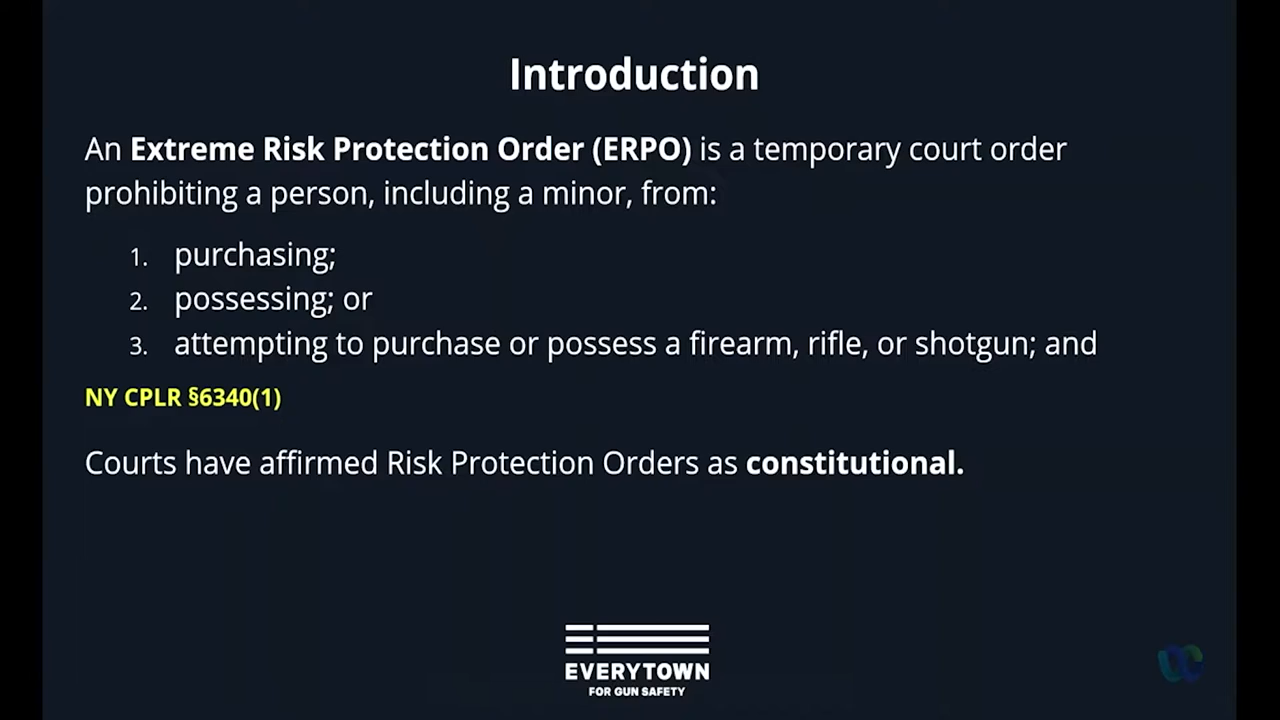 Introduction
An Extreme Risk Protection Order (ERPO) is a temporary court order
prohibiting a person, including a minor, from:
1. purchasing;
2. possessing; or
3. attempting to purchase or possess a firearm, rifle, or shotgun; and
NY CPLR §6340(1)
Courts have affirmed Risk Protection Orders as constitutional.
EVERYTOWN
FOR GUN SAFETY